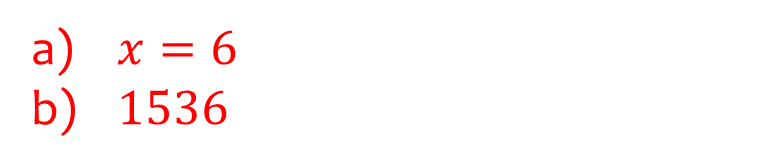 a) x = 6
b) 1536